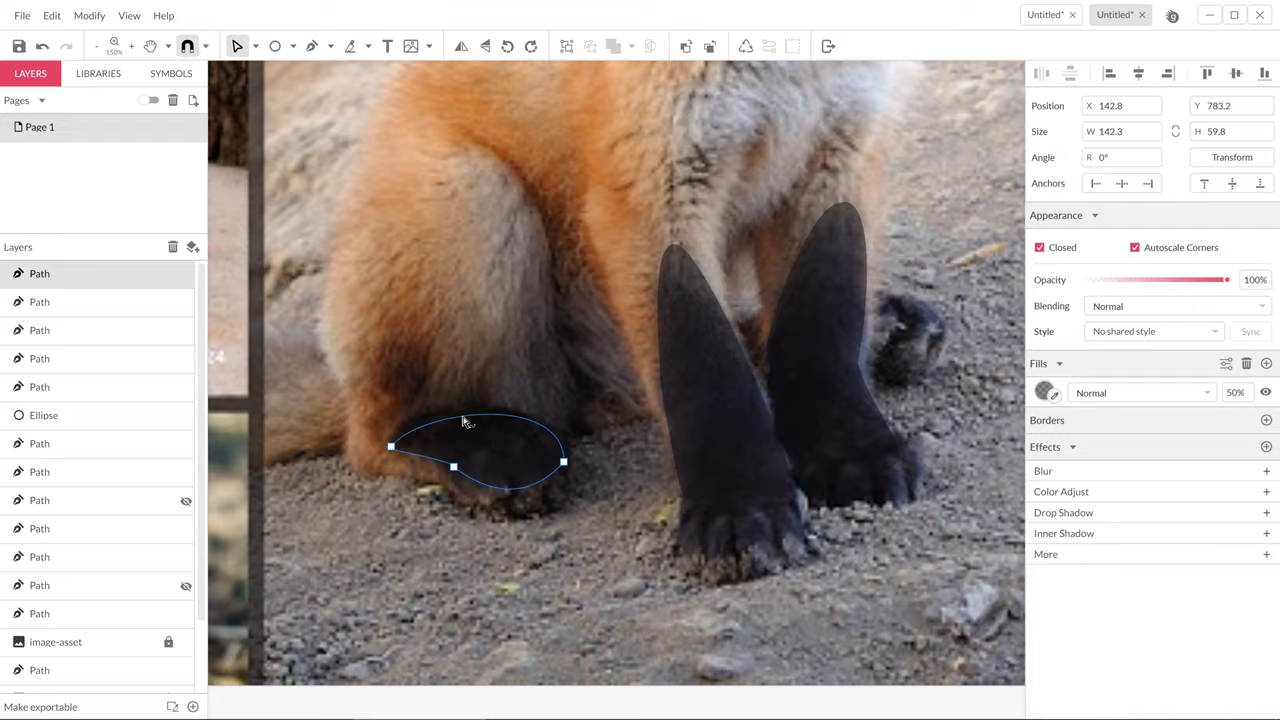 File Edit Modify View Help Untitled* Untitled*
- 150% +
LAYERS LIBRARIES SYMBOLS
Pages
Page 1
Layers
Path
Path
Path
Path
Path
Ellipse
Path
Path
Path
Path
Path
Path
Path
image-asset
Path
Make exportable
24
Position X 142.8 Y 783.2
Size W 142.3 H 59.8
Angle R 0° Transform
Anchors
Appearance
Closed Autoscale Corners
Opacity 100%
Blending Normal
Style No shared style Sync
Fills
Normal 50%
Borders
Effects
Blur
Color Adjust
Drop Shadow
Inner Shadow
More